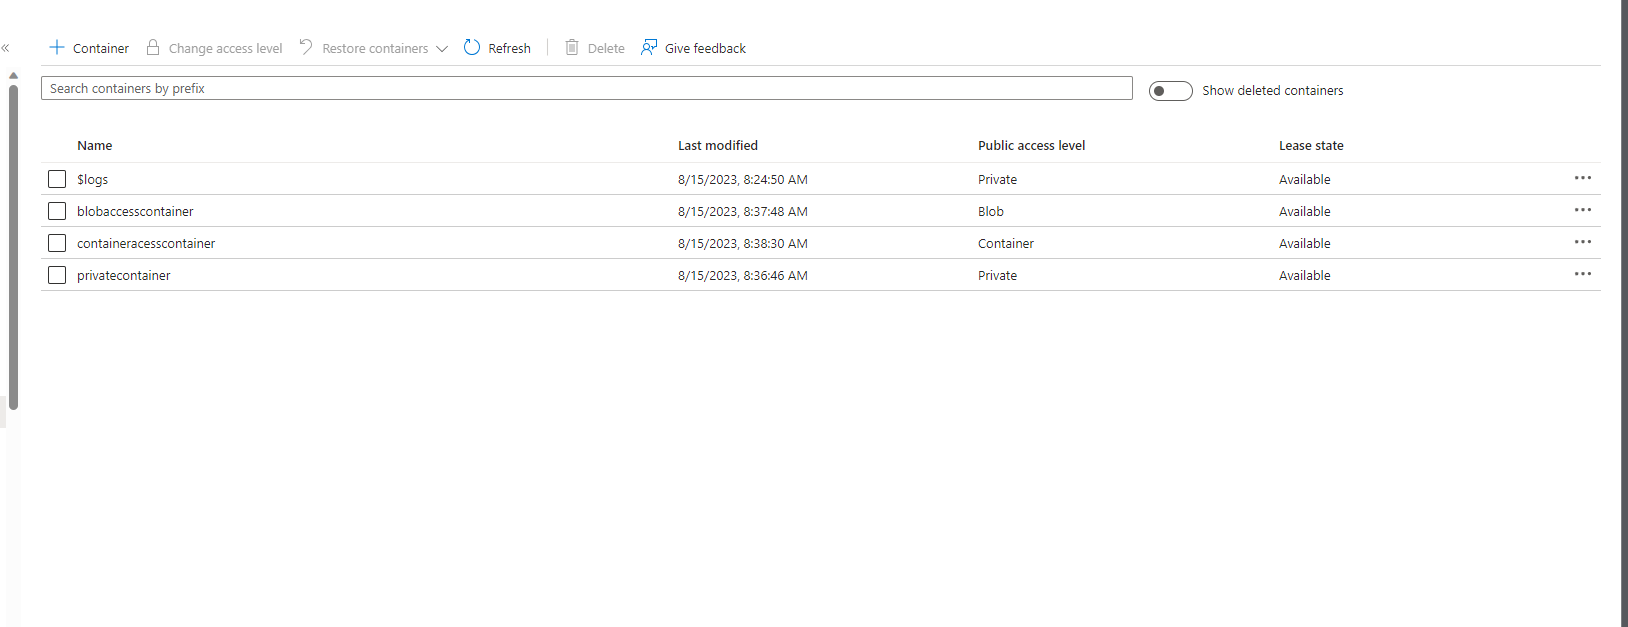 Container Change access level Restore containers Refresh Delete Give feedback
Search containers by prefix Show deleted containers
Name Last modified Public access level Lease state
$logs 8/15/2023, 8:24:50 AM Private Available
blobaccesscontainer 8/15/2023, 8:37:48 AM Blob Available
containeracesscontainer 8/15/2023, 8:38:30 AM Container Available
privatecontainer 8/15/2023, 8:36:46 AM Private Available